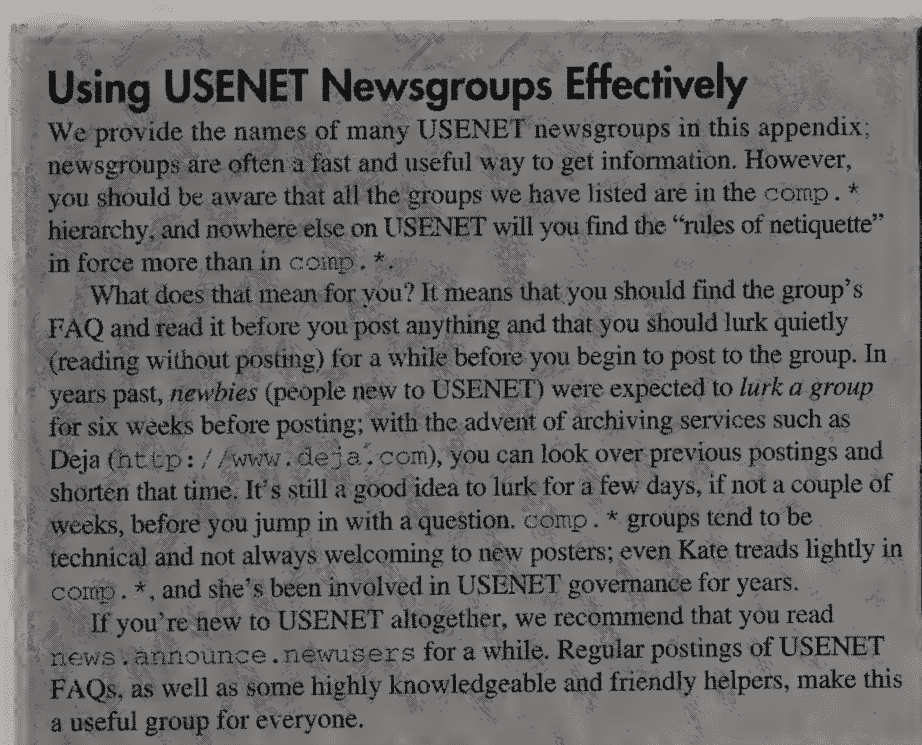 Using USENET Newsgroups Effectively
We provide the names of many USENET newsgroups in this appendix;
newsgroups are often a fast and useful way to get information. However,
you should be aware that all the groups we have listed are in the comp.*
hierarchy, and nowhere else on USENET will you find the “rules of netiquette”
in force more than in comp.*.
What does that mean for you? It means that you should find the group’s
FAQ and read it before you post anything and that you should lurk quietly
(reading without posting) for a while before you begin to post to the group. In
years past, newbies (people new to USENET) were expected to lurk a group
for six weeks before posting; with the advent of archiving services such as
Deja (http://www.deja.com), you can look over previous postings and
shorten that time. It’s still a good idea to lurk for a few days, if not a couple of
weeks, before you jump in with a question. comp.* groups tend to be
technical and not always welcoming to new posters; even Kate treads lightly in
comp.*, and she’s been involved in USENET governance for years.
If you’re new to USENET altogether, we recommend that you read
news.announce.newusers for a while. Regular postings of USENET
FAQs, as well as some highly knowledgeable and friendly helpers, make this
a useful group for everyone.